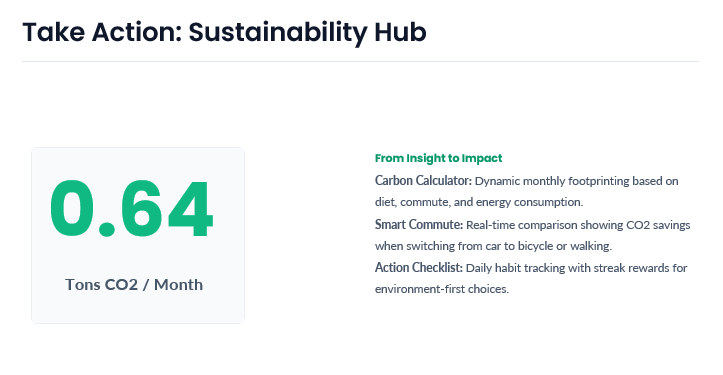 Take Action: Sustainability Hub
0.64
Tons CO2 / Month
From Insight to Impact
Carbon Calculator: Dynamic monthly footprinting based on
diet, commute, and energy consumption.
Smart Commute: Real-time comparison showing CO2 savings
when switching from car to bicycle or walking.
Action Checklist: Daily habit tracking with streak rewards for
environment-first choices.